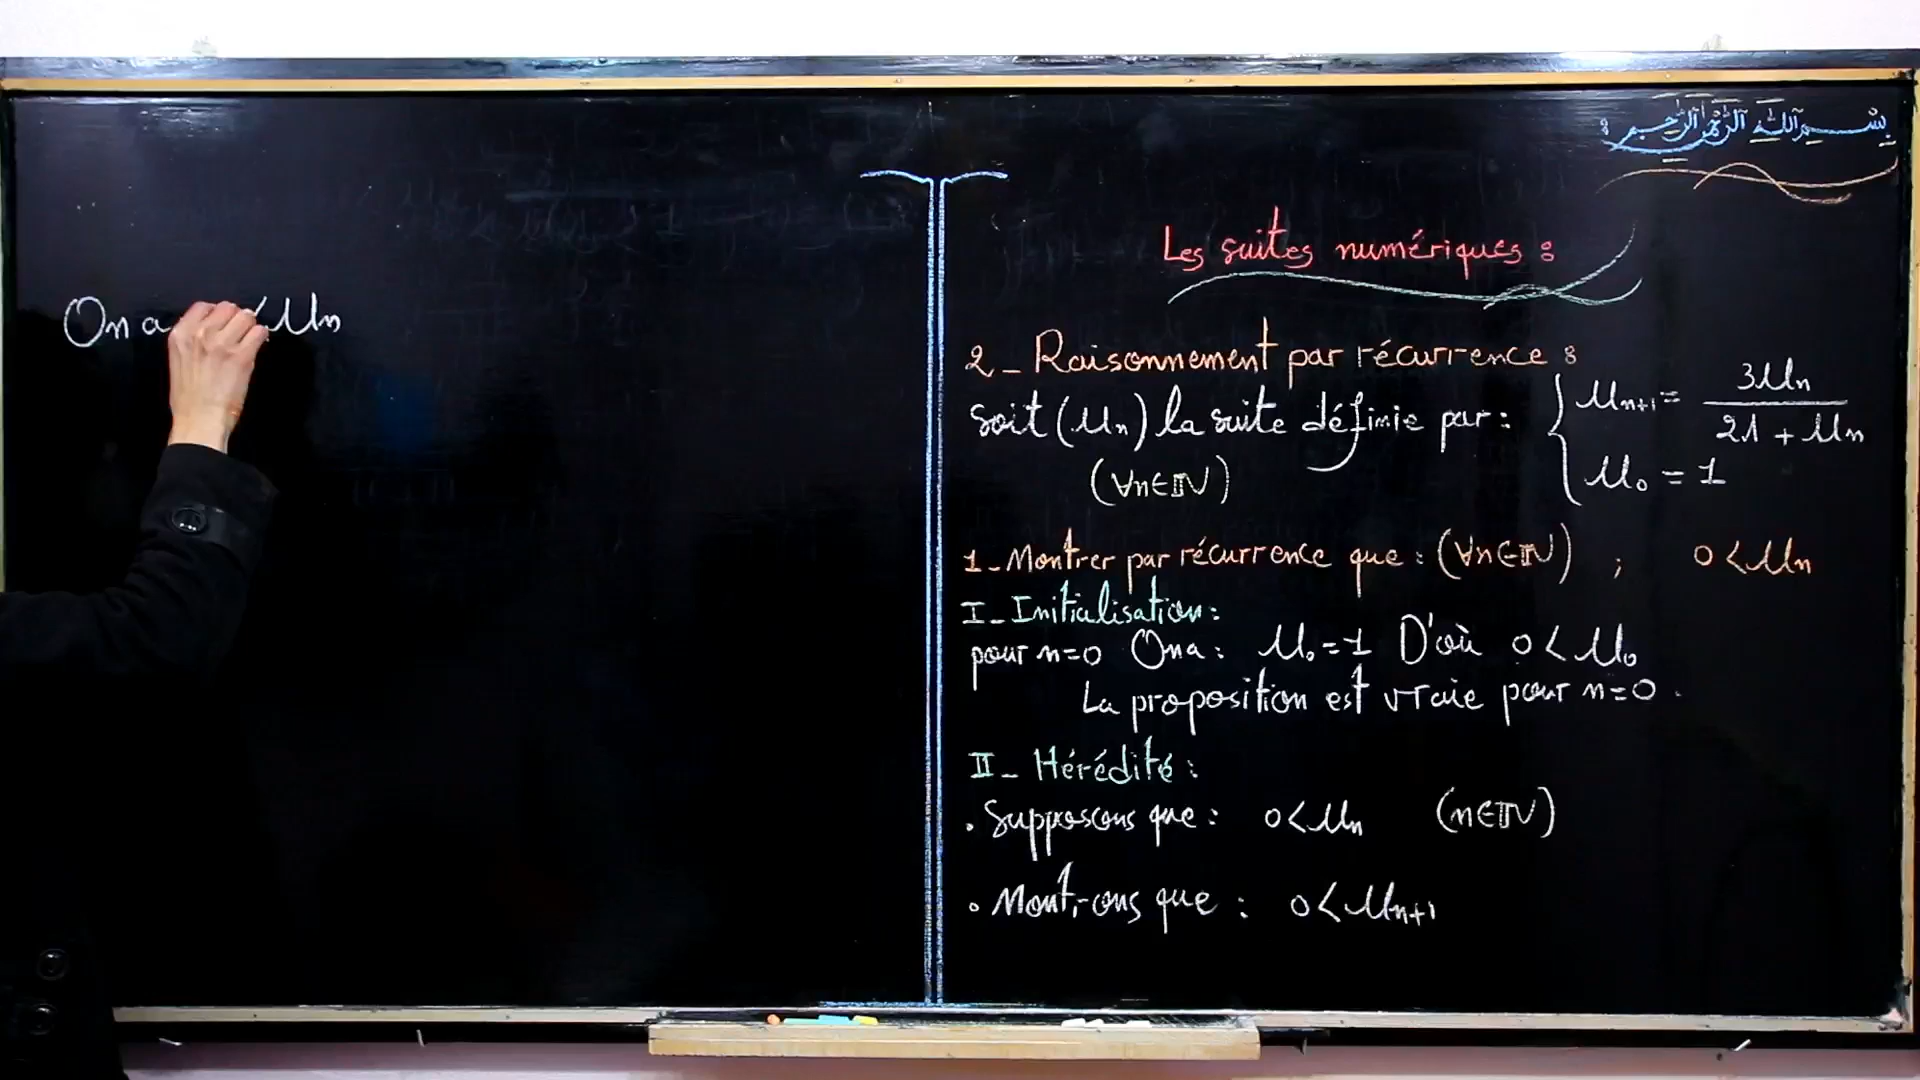 بسم الله الرحمن الرحيم :
Les suites numériques :
2_ Raisonnement par récurrence :
soit (Un) la suite définie par : { Un+1 = 3Un / (21 + Un)
(∀n∈ℕ) U0 = 1
1_ Montrer par récurrence que : (∀n∈ℕ) ; 0 < Un
I_ Initialisation :
pour n=0 On a : U0 = 1 D'où 0 < U0
La proposition est vraie pour n=0.
II_ Hérédité :
. Supposons que : 0 < Un (n∈ℕ)
. Montrons que : 0 < Un+1
On a < Un